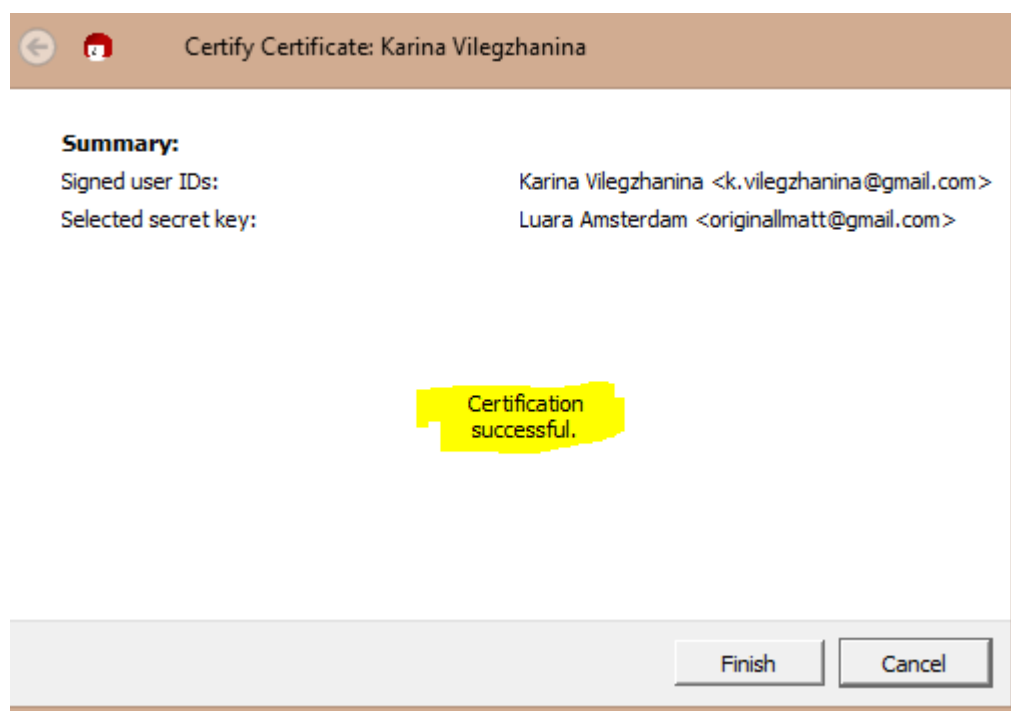 Certify Certificate: Karina Vilegzhanina
Summary:
Signed user IDs: Karina Vilegzhanina <k.vilegzhanina@gmail.com>
Selected secret key: Luara Amsterdam <originallmatt@gmail.com>
Certification
successful.
Finish Cancel